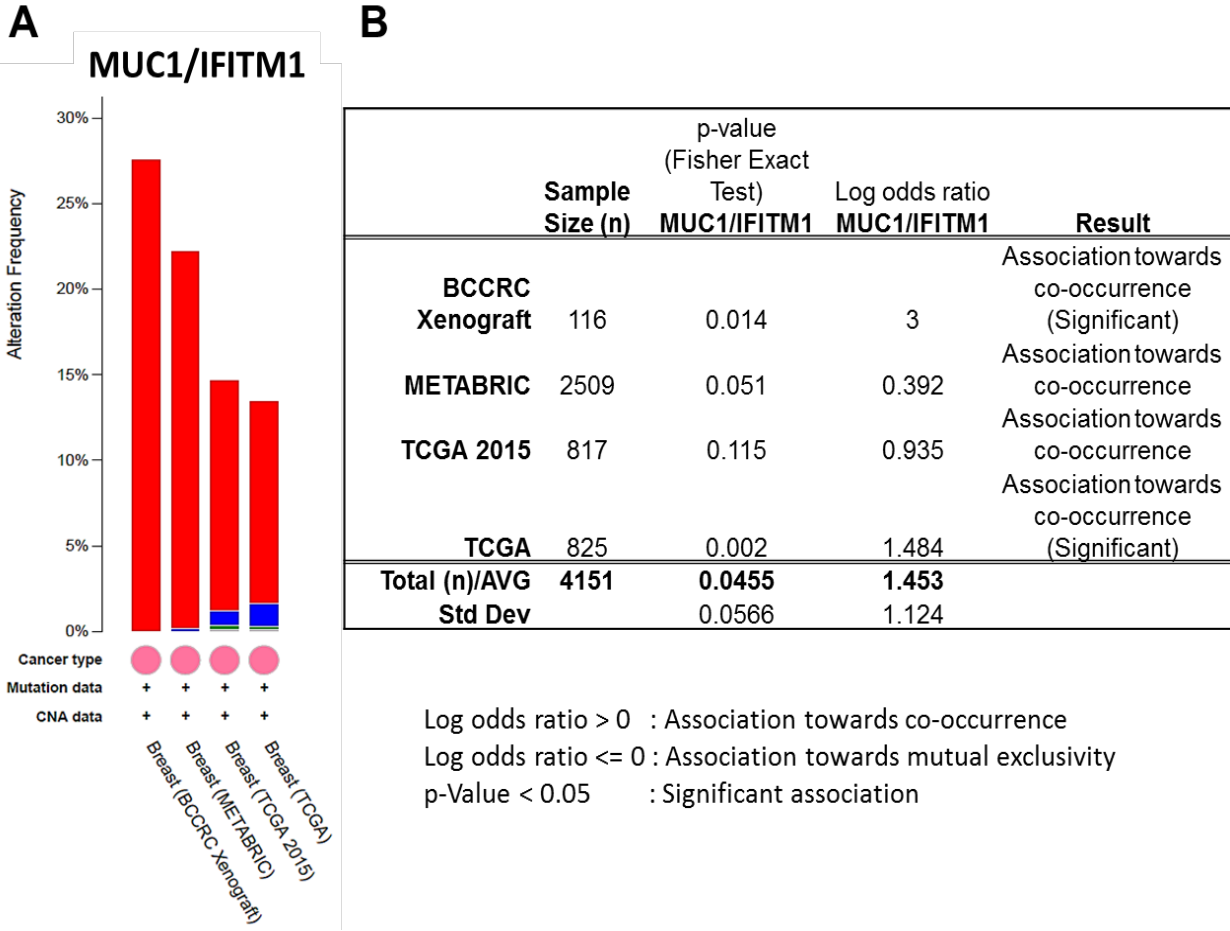 A
MUC1/IFITM1
30%
25%
20%
15%
10%
5%
0%
Alteration Frequency
Cancer type
Mutation data + + + +
CNA data + + + +
Breast (BCCRC Xenograft)
Breast (METABRIC)
Breast (TCGA 2015)
Breast (TCGA)
B
p-value
(Fisher Exact
Sample Test) Log odds ratio
Size (n) MUC1/IFITM1 MUC1/IFITM1 Result
Association towards
BCCRC co-occurrence
Xenograft 116 0.014 3 (Significant)
Association towards
METABRIC 2509 0.051 0.392 co-occurrence
Association towards
TCGA 2015 817 0.115 0.935 co-occurrence
Association towards
co-occurrence
TCGA 825 0.002 1.484 (Significant)
Total (n)/AVG 4151 0.0455 1.453
Std Dev 0.0566 1.124
Log odds ratio > 0 : Association towards co-occurrence
Log odds ratio <= 0 : Association towards mutual exclusivity
p-Value < 0.05 : Significant association